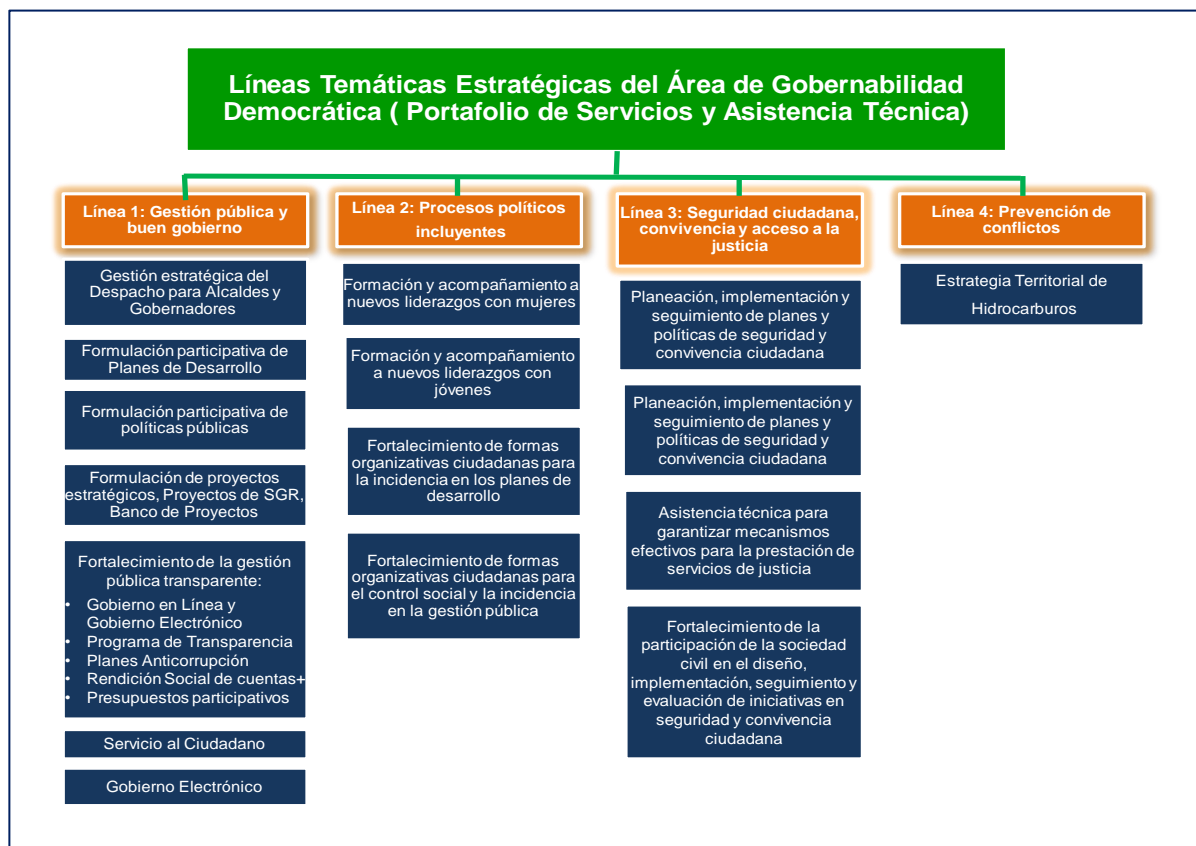 Líneas Temáticas Estratégicas del Área de Gobernabilidad
Democrática ( Portafolio de Servicios y Asistencia Técnica)
Línea 1: Gestión pública y
buen gobierno
Gestión estratégica del
Despacho para Alcaldes y
Gobernadores
Formulación participativa de
Planes de Desarrollo
Formulación participativa de
políticas públicas
Formulación de proyectos
estratégicos, Proyectos de SGR,
Banco de Proyectos
Fortalecimiento de la gestión
pública transparente:
• Gobierno en Línea y
Gobierno Electrónico
• Programa de Transparencia
• Planes Anticorrupción
• Rendición Social de cuentas+
• Presupuestos participativos
Servicio al Ciudadano
Gobierno Electrónico
Línea 2: Procesos políticos
incluyentes
Formación y acompañamiento a
nuevos liderazgos con mujeres
Formación y acompañamiento
a nuevos liderazgos con
jóvenes
Fortalecimiento de formas
organizativas ciudadanas para
la incidencia en los planes de
desarrollo
Fortalecimiento de formas
organizativas ciudadanas para
el control social y la incidencia
en la gestión pública
Línea 3: Seguridad ciudadana,
convivencia y acceso a la
justicia
Planeación, implementación y
seguimiento de planes y
políticas de seguridad y
convivencia ciudadana
Planeación, implementación y
seguimiento de planes y
políticas de seguridad y
convivencia ciudadana
Asistencia técnica para
garantizar mecanismos
efectivos para la prestación de
servicios de justicia
Fortalecimiento de la
participación de la sociedad
civil en el diseño,
implementación, seguimiento y
evaluación de iniciativas en
seguridad y convivencia
ciudadana
Línea 4: Prevención de
conflictos
Estrategia Territorial de
Hidrocarburos